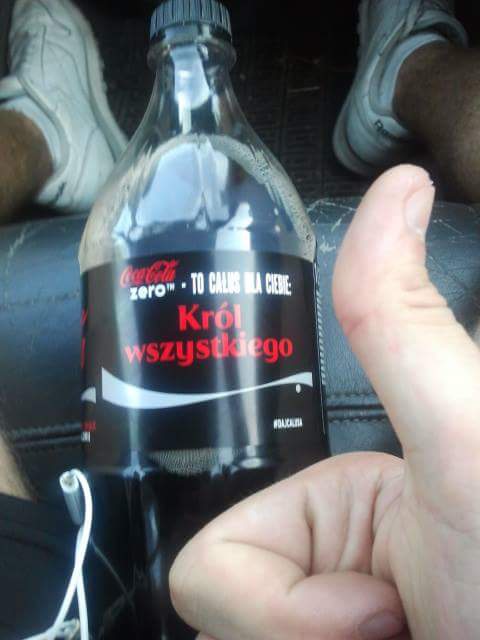 Coca-Cola
zero™ • TO CAŁUS DLA CIEBIE:
Król
wszystkiego
#DAJCAŁUSA